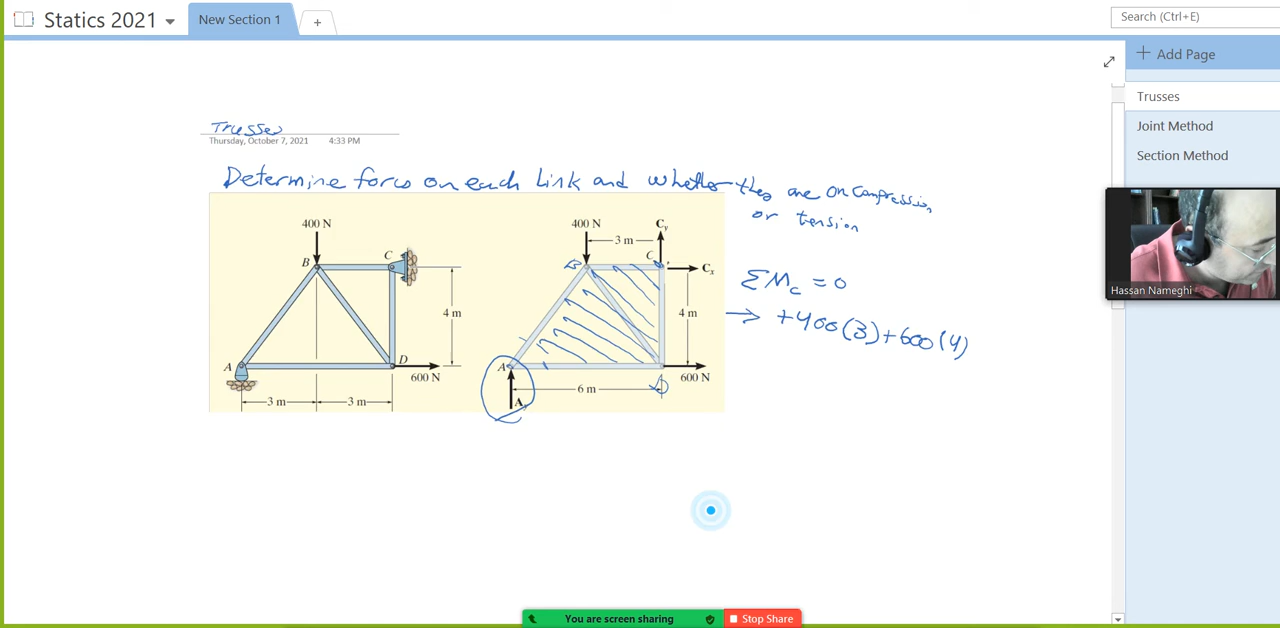 Statics 2021
New Section 1
+
Search (Ctrl+E)
+ Add Page
Trusses
Joint Method
Section Method
Trusses
Thursday, October 7, 2021 4:33 PM
Determine force on each Link and whether they are on compression
or tension
400 N
B
C
4 m
A
D
600 N
3 m
3 m
400 N
Cy
3 m
C
Cx
4 m
A
600 N
6 m
D
A
ΣMc = 0
→ +400(3)+600(4)
Hassan Nameghi
You are screen sharing
Stop Share